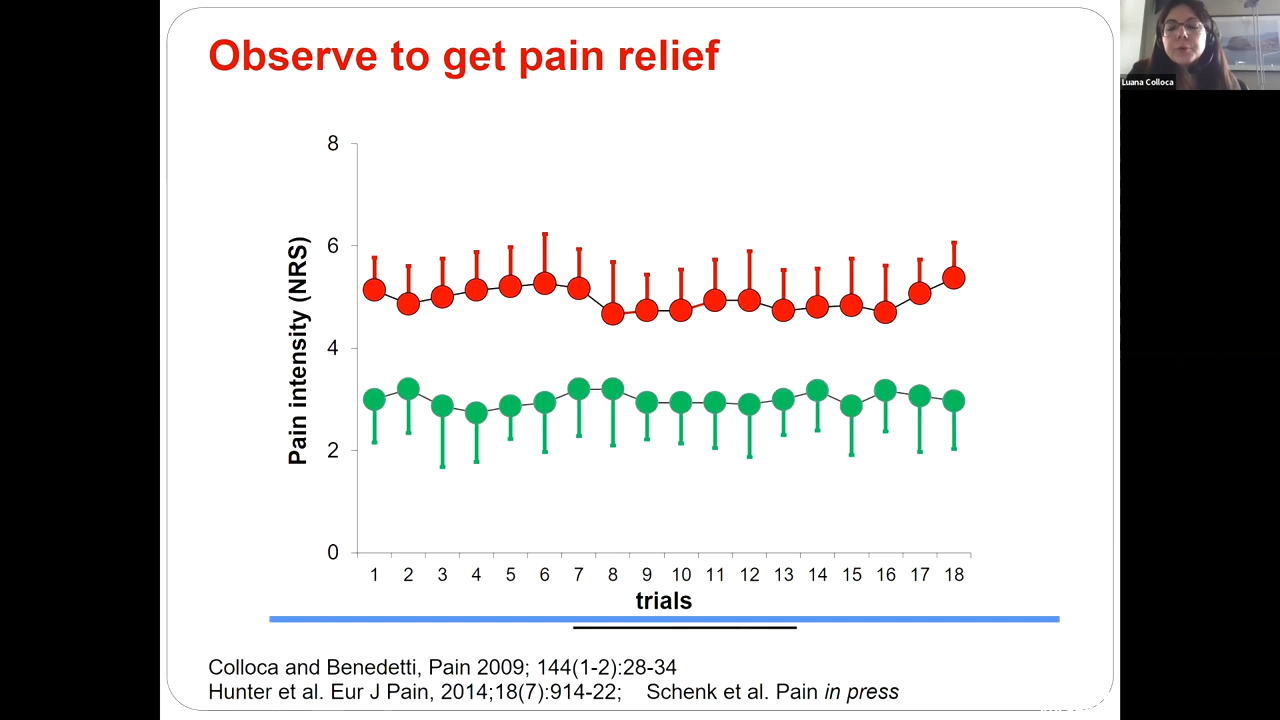 Observe to get pain relief
Luana Colloca
8
6
4
2
0
Pain intensity (NRS)
1 2 3 4 5 6 7 8 9 10 11 12 13 14 15 16 17 18
trials
Colloca and Benedetti, Pain 2009; 144(1-2):28-34
Hunter et al. Eur J Pain, 2014;18(7):914-22; Schenk et al. Pain in press